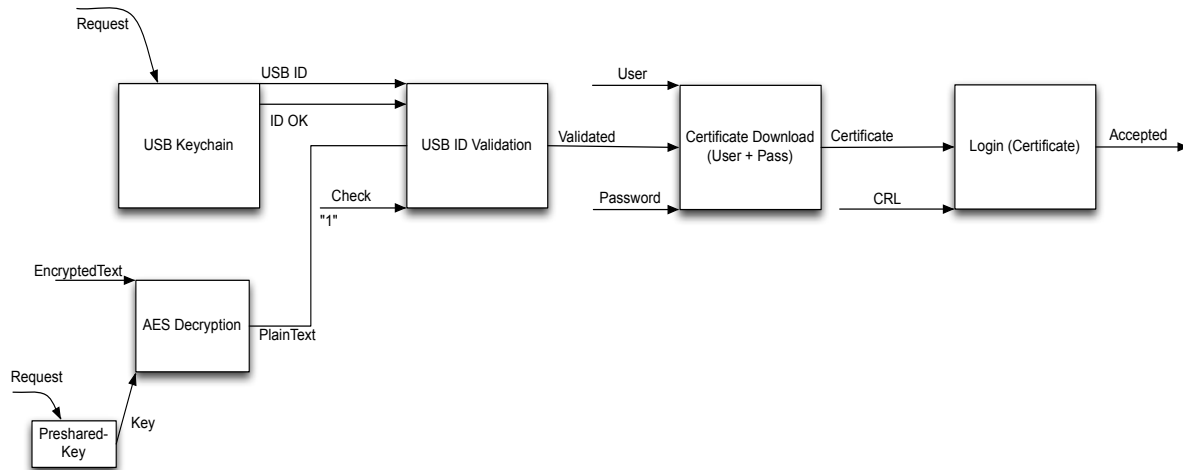 Request
USB ID
ID OK
USB Keychain
USB ID Validation
User
Validated
Certificate Download
(User + Pass)
Certificate
Login (Certificate)
Accepted
Check
"1"
Password
CRL
EncryptedText
AES Decryption
PlainText
Request
Key
Preshared-
Key